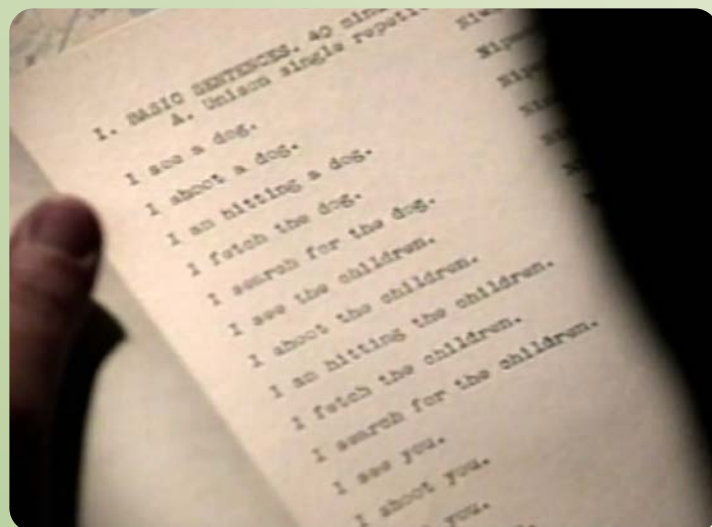 I. BASIC SENTENCES. 40
A. Unison single
I see a dog.
I shoot a dog.
I am hitting a dog.
I fetch the dog.
I search for the dog.
I see the children.
I shoot the children.
I am hitting the children.
I fetch the children.
I search for the children.
I see you.
I shoot you.
you.